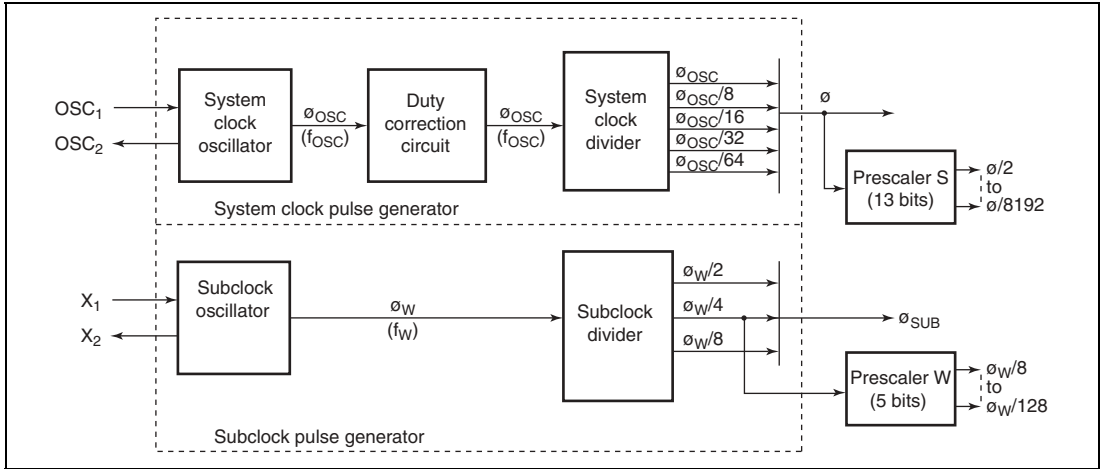 OSC1
OSC2
System
clock
oscillator
øOSC
(fOSC)
Duty
correction
circuit
øOSC
(fOSC)
System
clock
divider
øOSC
øOSC/8
øOSC/16
øOSC/32
øOSC/64
ø
Prescaler S
(13 bits)
ø/2
to
ø/8192
System clock pulse generator
X1
X2
Subclock
oscillator
øW
(fW)
Subclock
divider
øW/2
øW/4
øW/8
øSUB
Prescaler W
(5 bits)
øW/8
to
øW/128
Subclock pulse generator